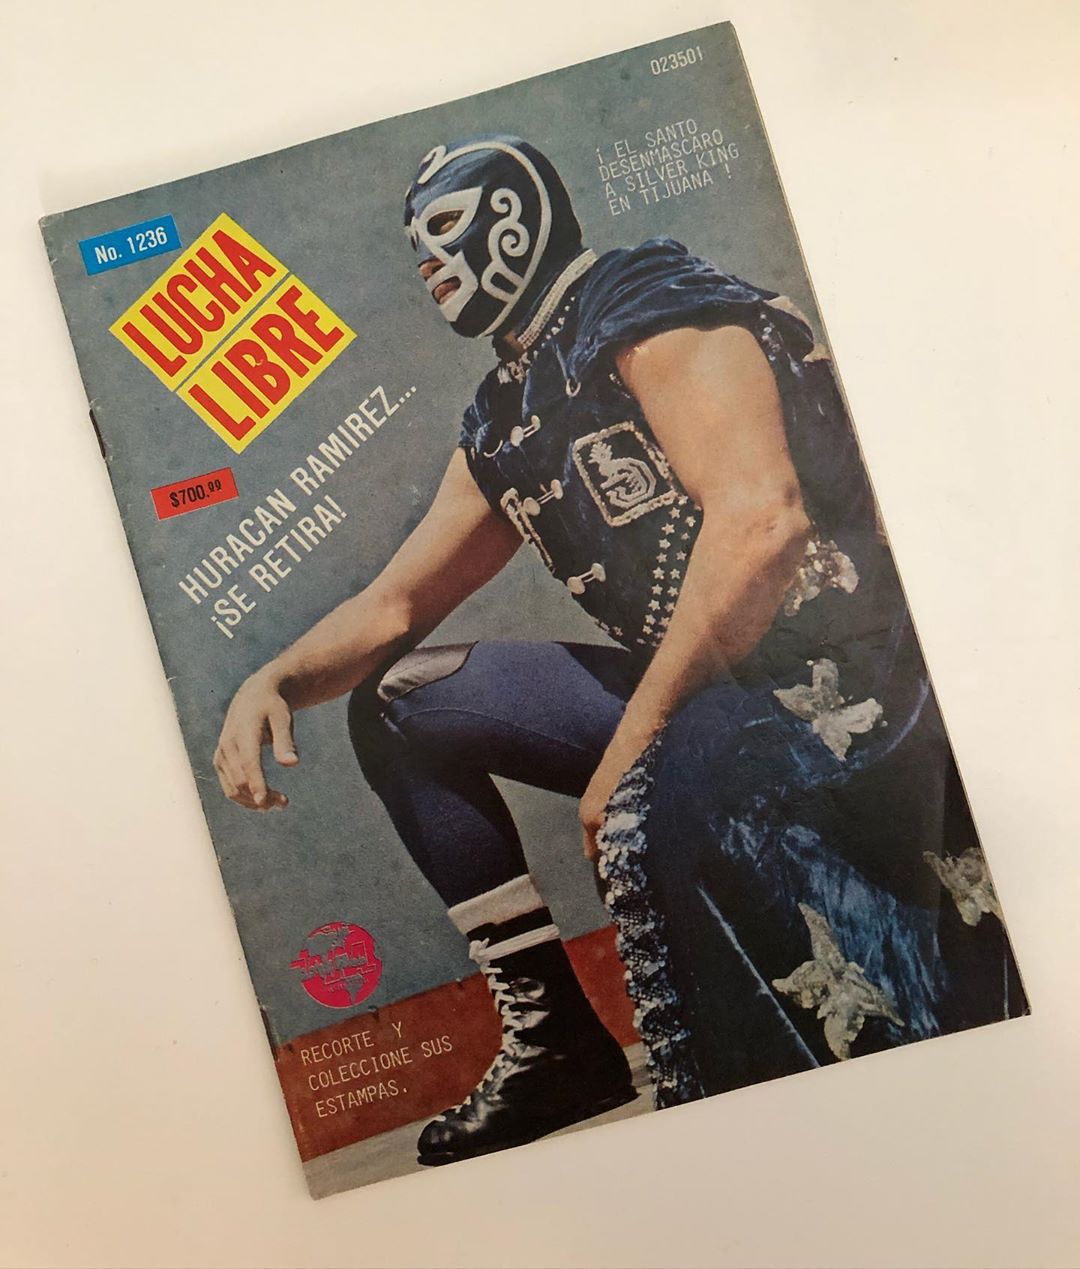 023501
¡ EL SANTO
DESENMASCARO
A SILVER KING
EN TIJUANA !
No. 1236
LUCHA
LIBRE
$700.00
HURACAN RAMIREZ...
¡SE RETIRA!
RECORTE Y
COLECCIONE SUS
ESTAMPAS.